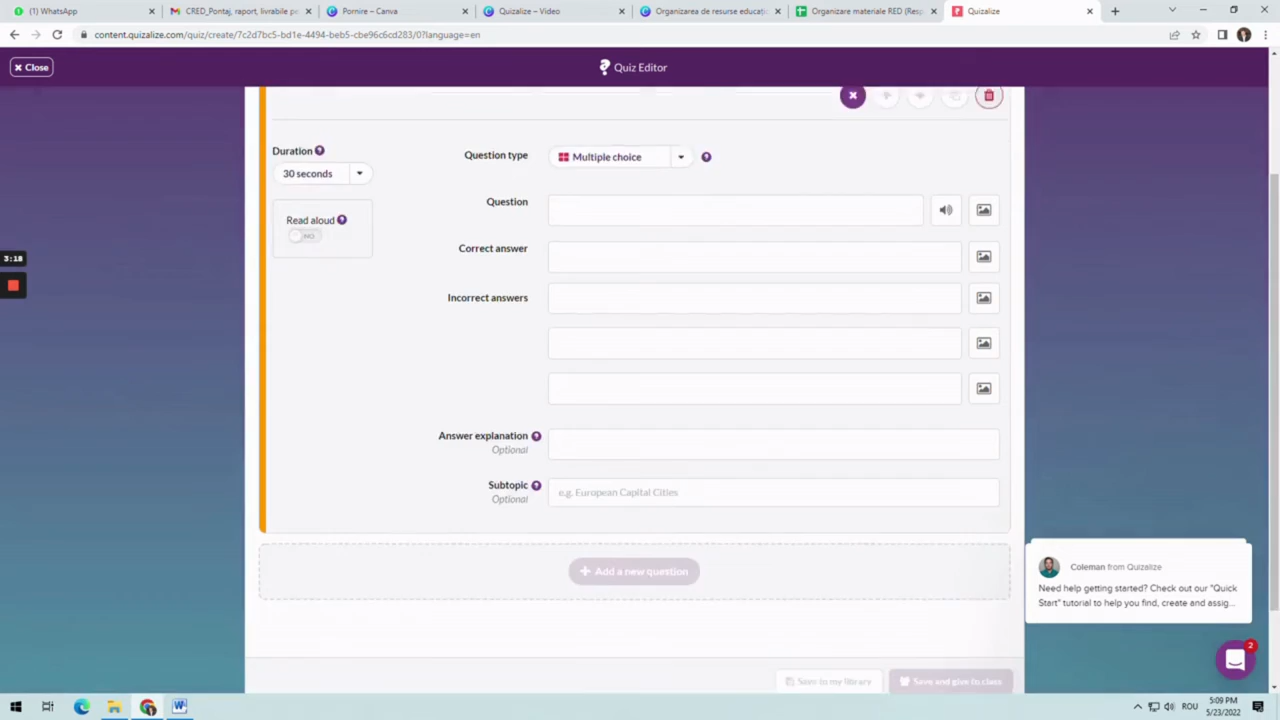 (1) WhatsApp
CRED_Pontaj, raport, livrabile pe
Pornire – Canva
Quizalize – Video
Organizarea de resurse educați
Organizare materiale RED (Resp
Quizalize
content.quizalize.com/quiz/create/7c2d7bc5-bd1e-4494-beb5-cbe96c6cd283/0?language=en
Close
Quiz Editor
Duration
Question type
Multiple choice
30 seconds
Question
Read aloud
NO
Correct answer
3:18
Incorrect answers
Answer explanation
Optional
Subtopic
e.g. European Capital Cities
Optional
Coleman from Quizalize
Need help getting started? Check out our "Quick
Start" tutorial to help you find, create and assig...
Add a new question
2
Save to my library
Save and give to class
ROU
5:09 PM
5/23/2022